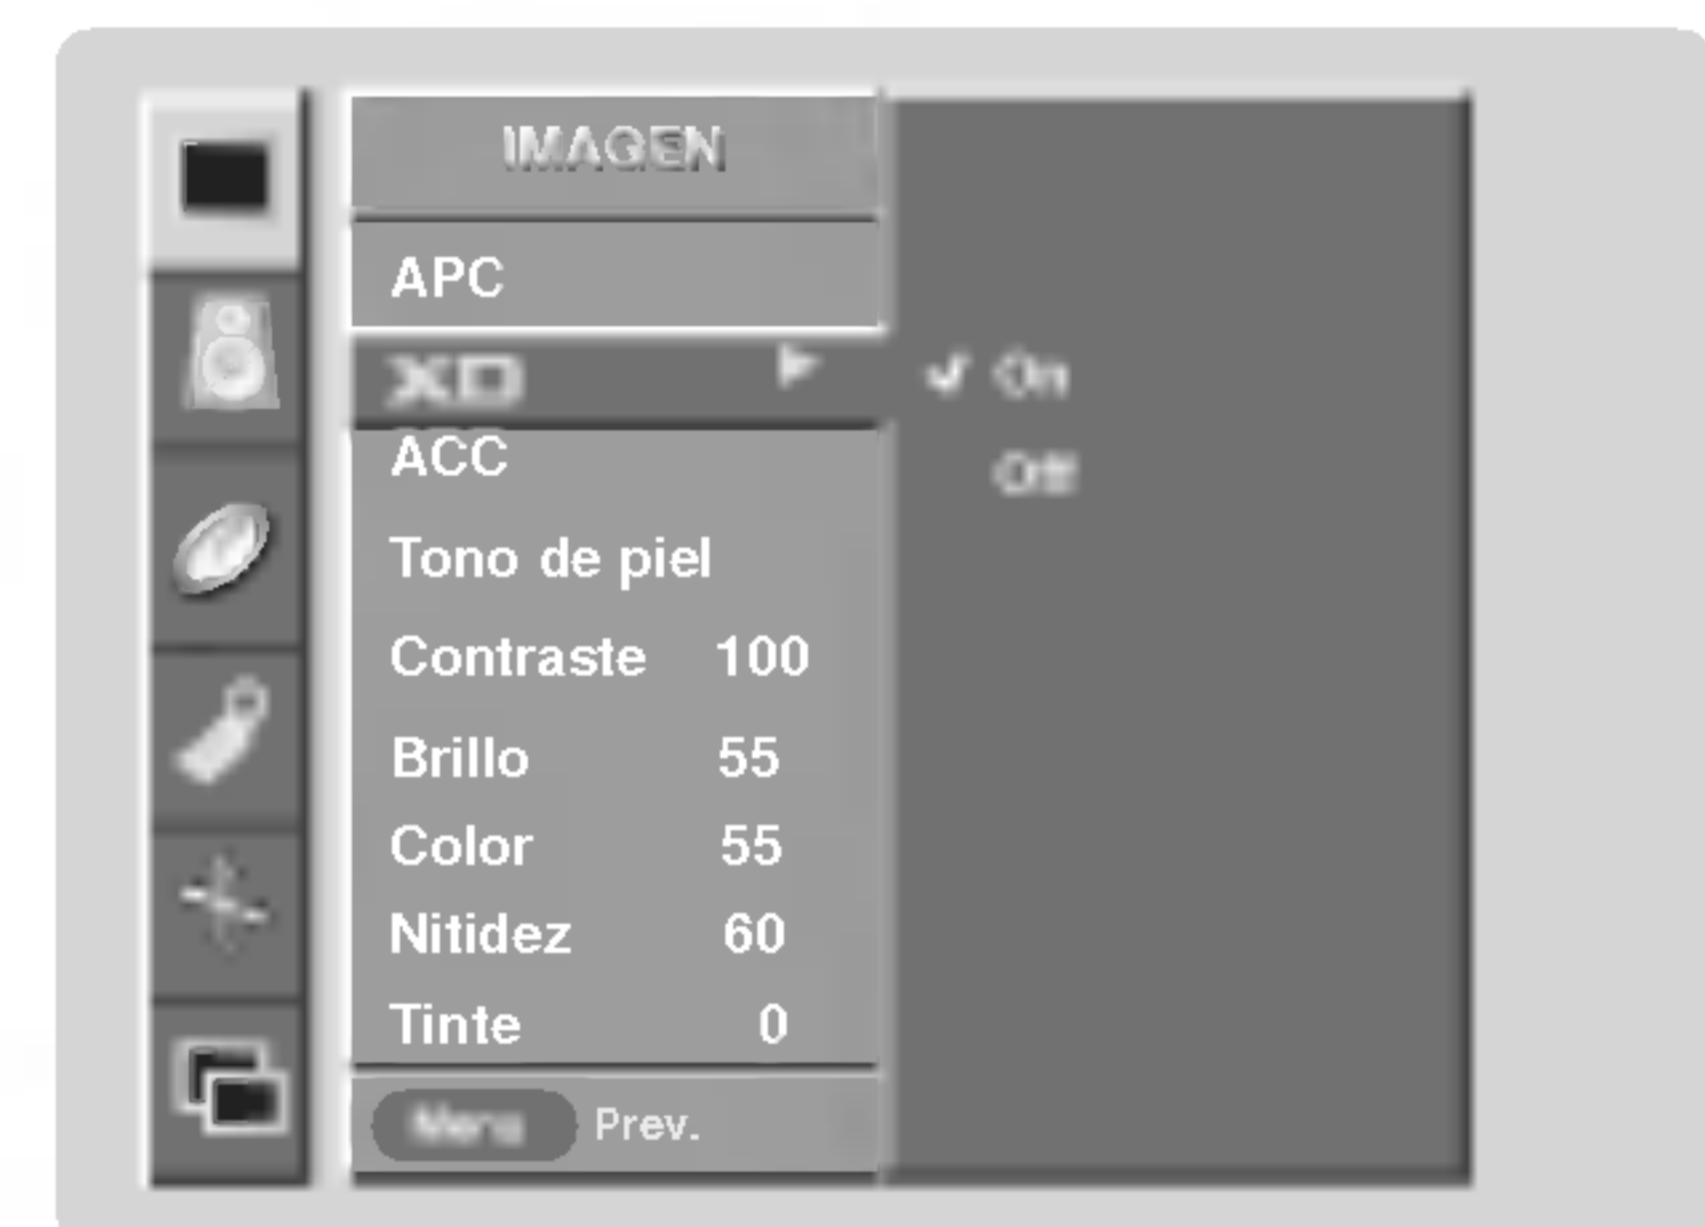 IMAGEN
APC
XD
On
Off
ACC
Tono de piel
Contraste 100
Brillo 55
Color 55
Nitidez 60
Tinte 0
Menu Prev.